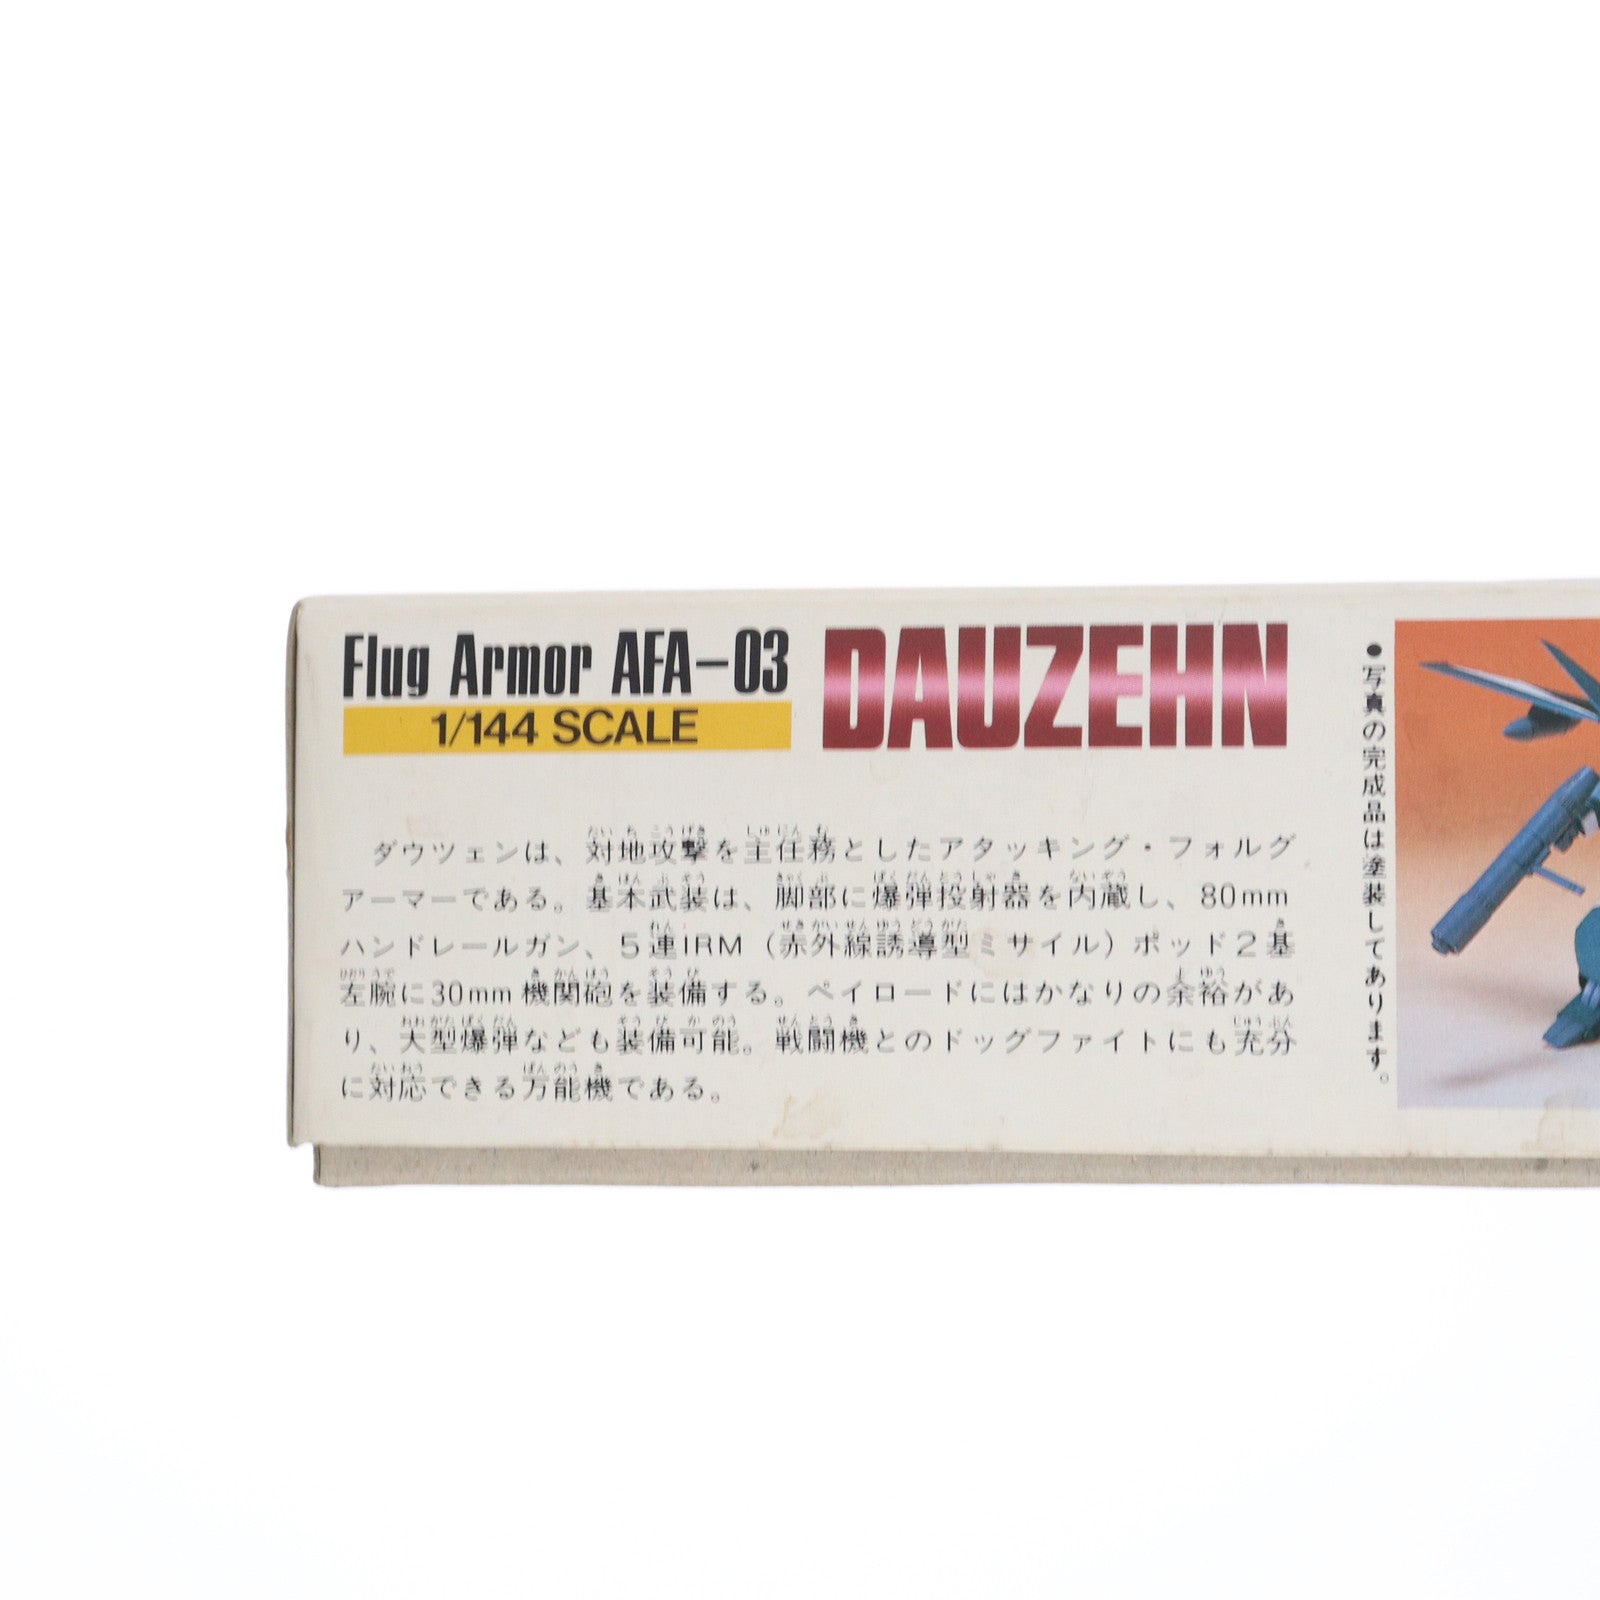 Flug Armor AFA-03
1/144 SCALE
DAUZEHN
ダウツェンは、対地攻撃を主任務としたアタッキング・フォルグ
アーマーである。基本武装は、脚部に爆弾投射器を内蔵し、80mm
ハンドレールガン、5連IRM(赤外線誘導型ミサイル)ポッド2基
左腕に30mm機関砲を装備する。ペイロードにはかなりの余裕があ
り、大型爆弾なども装備可能。戦闘機とのドッグファイトにも充分
に対応できる万能機である。
●写真の完成品は塗装してあります。